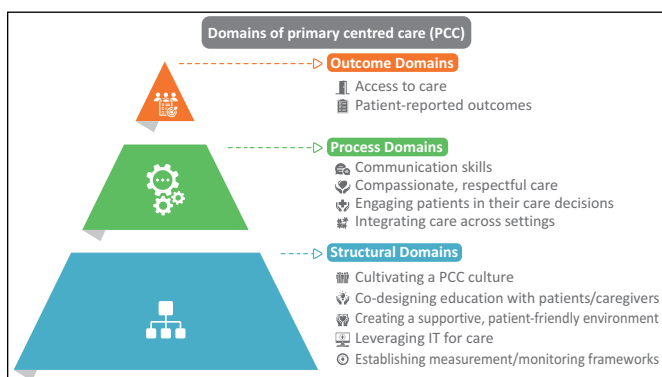 Domains of primary centred care (PCC)
Outcome Domains
Access to care
Patient-reported outcomes
Process Domains
Communication skills
Compassionate, respectful care
Engaging patients in their care decisions
Integrating care across settings
Structural Domains
Cultivating a PCC culture
Co-designing education with patients/caregivers
Creating a supportive, patient-friendly environment
Leveraging IT for care
Establishing measurement/monitoring frameworks